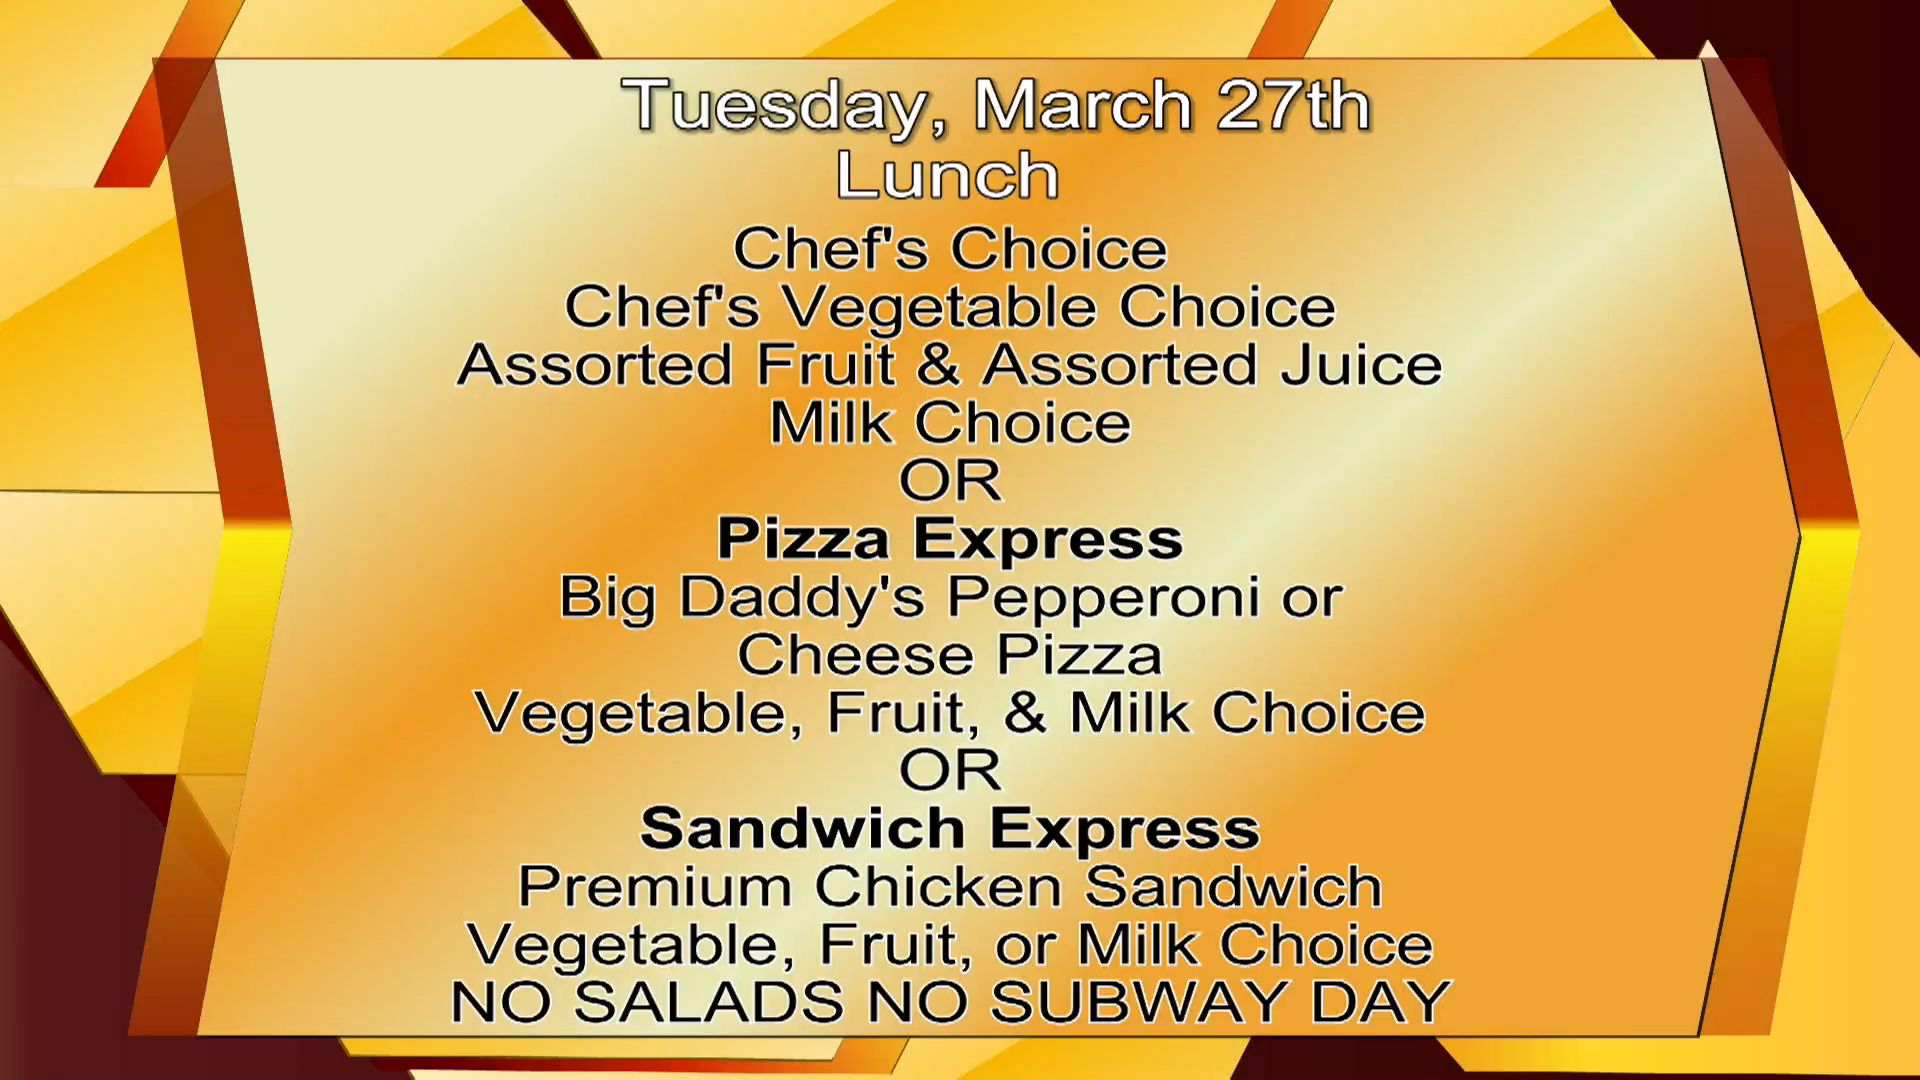 Tuesday, March 27th
Lunch
Chef's Choice
Chef's Vegetable Choice
Assorted Fruit & Assorted Juice
Milk Choice
OR
Pizza Express
Big Daddy's Pepperoni or
Cheese Pizza
Vegetable, Fruit, & Milk Choice
OR
Sandwich Express
Premium Chicken Sandwich
Vegetable, Fruit, or Milk Choice
NO SALADS NO SUBWAY DAY